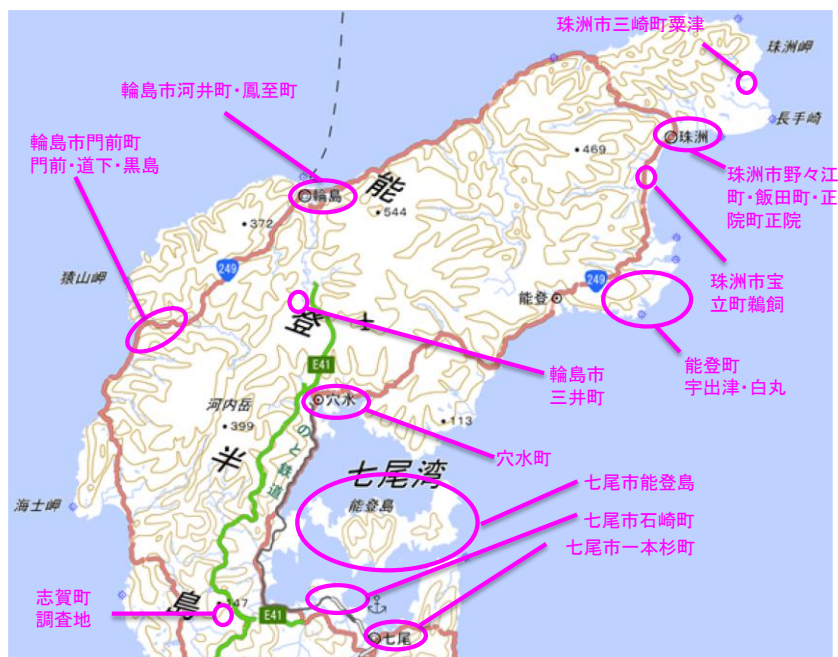 珠洲市三崎町粟津
珠洲岬
輪島市河井町・鳳至町
長手崎
輪島市門前町
門前・道下・黒島
珠洲
469
能
珠洲市野々江
町・飯田町・正
院町正院
輪島
544
372
249
猿山岬
249
能登
珠洲市宝
立町鵜飼
登
能登町
宇出津・白丸
E41
輪島市
三井町
河内岳
穴水
399
113
のと鉄道
半
穴水町
七尾湾
七尾市能登島
海士岬
能登島
七尾市石崎町
七尾市一本杉町
志賀町
調査地
島
147
E41
七尾